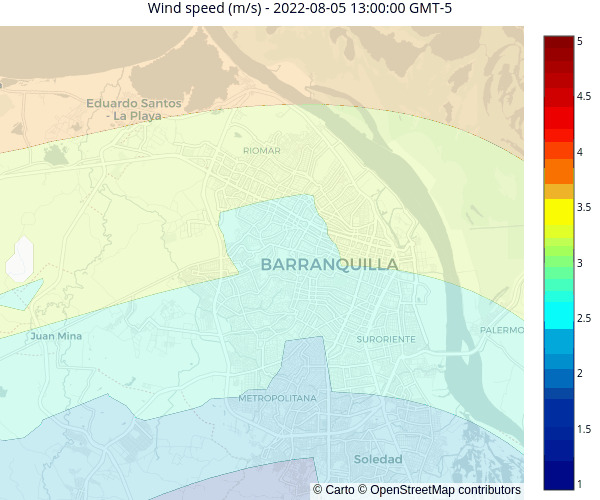 Wind speed (m/s) - 2022-08-05 13:00:00 GMT-5
5
4.5
4
3.5
3
2.5
2
1.5
1
Eduardo Santos
- La Playa
RIOMAR
BARRANQUILLA
Juan Mina
SURORIENTE
PALERMO
METROPOLITANA
Soledad
© Carto © OpenStreetMap contributors